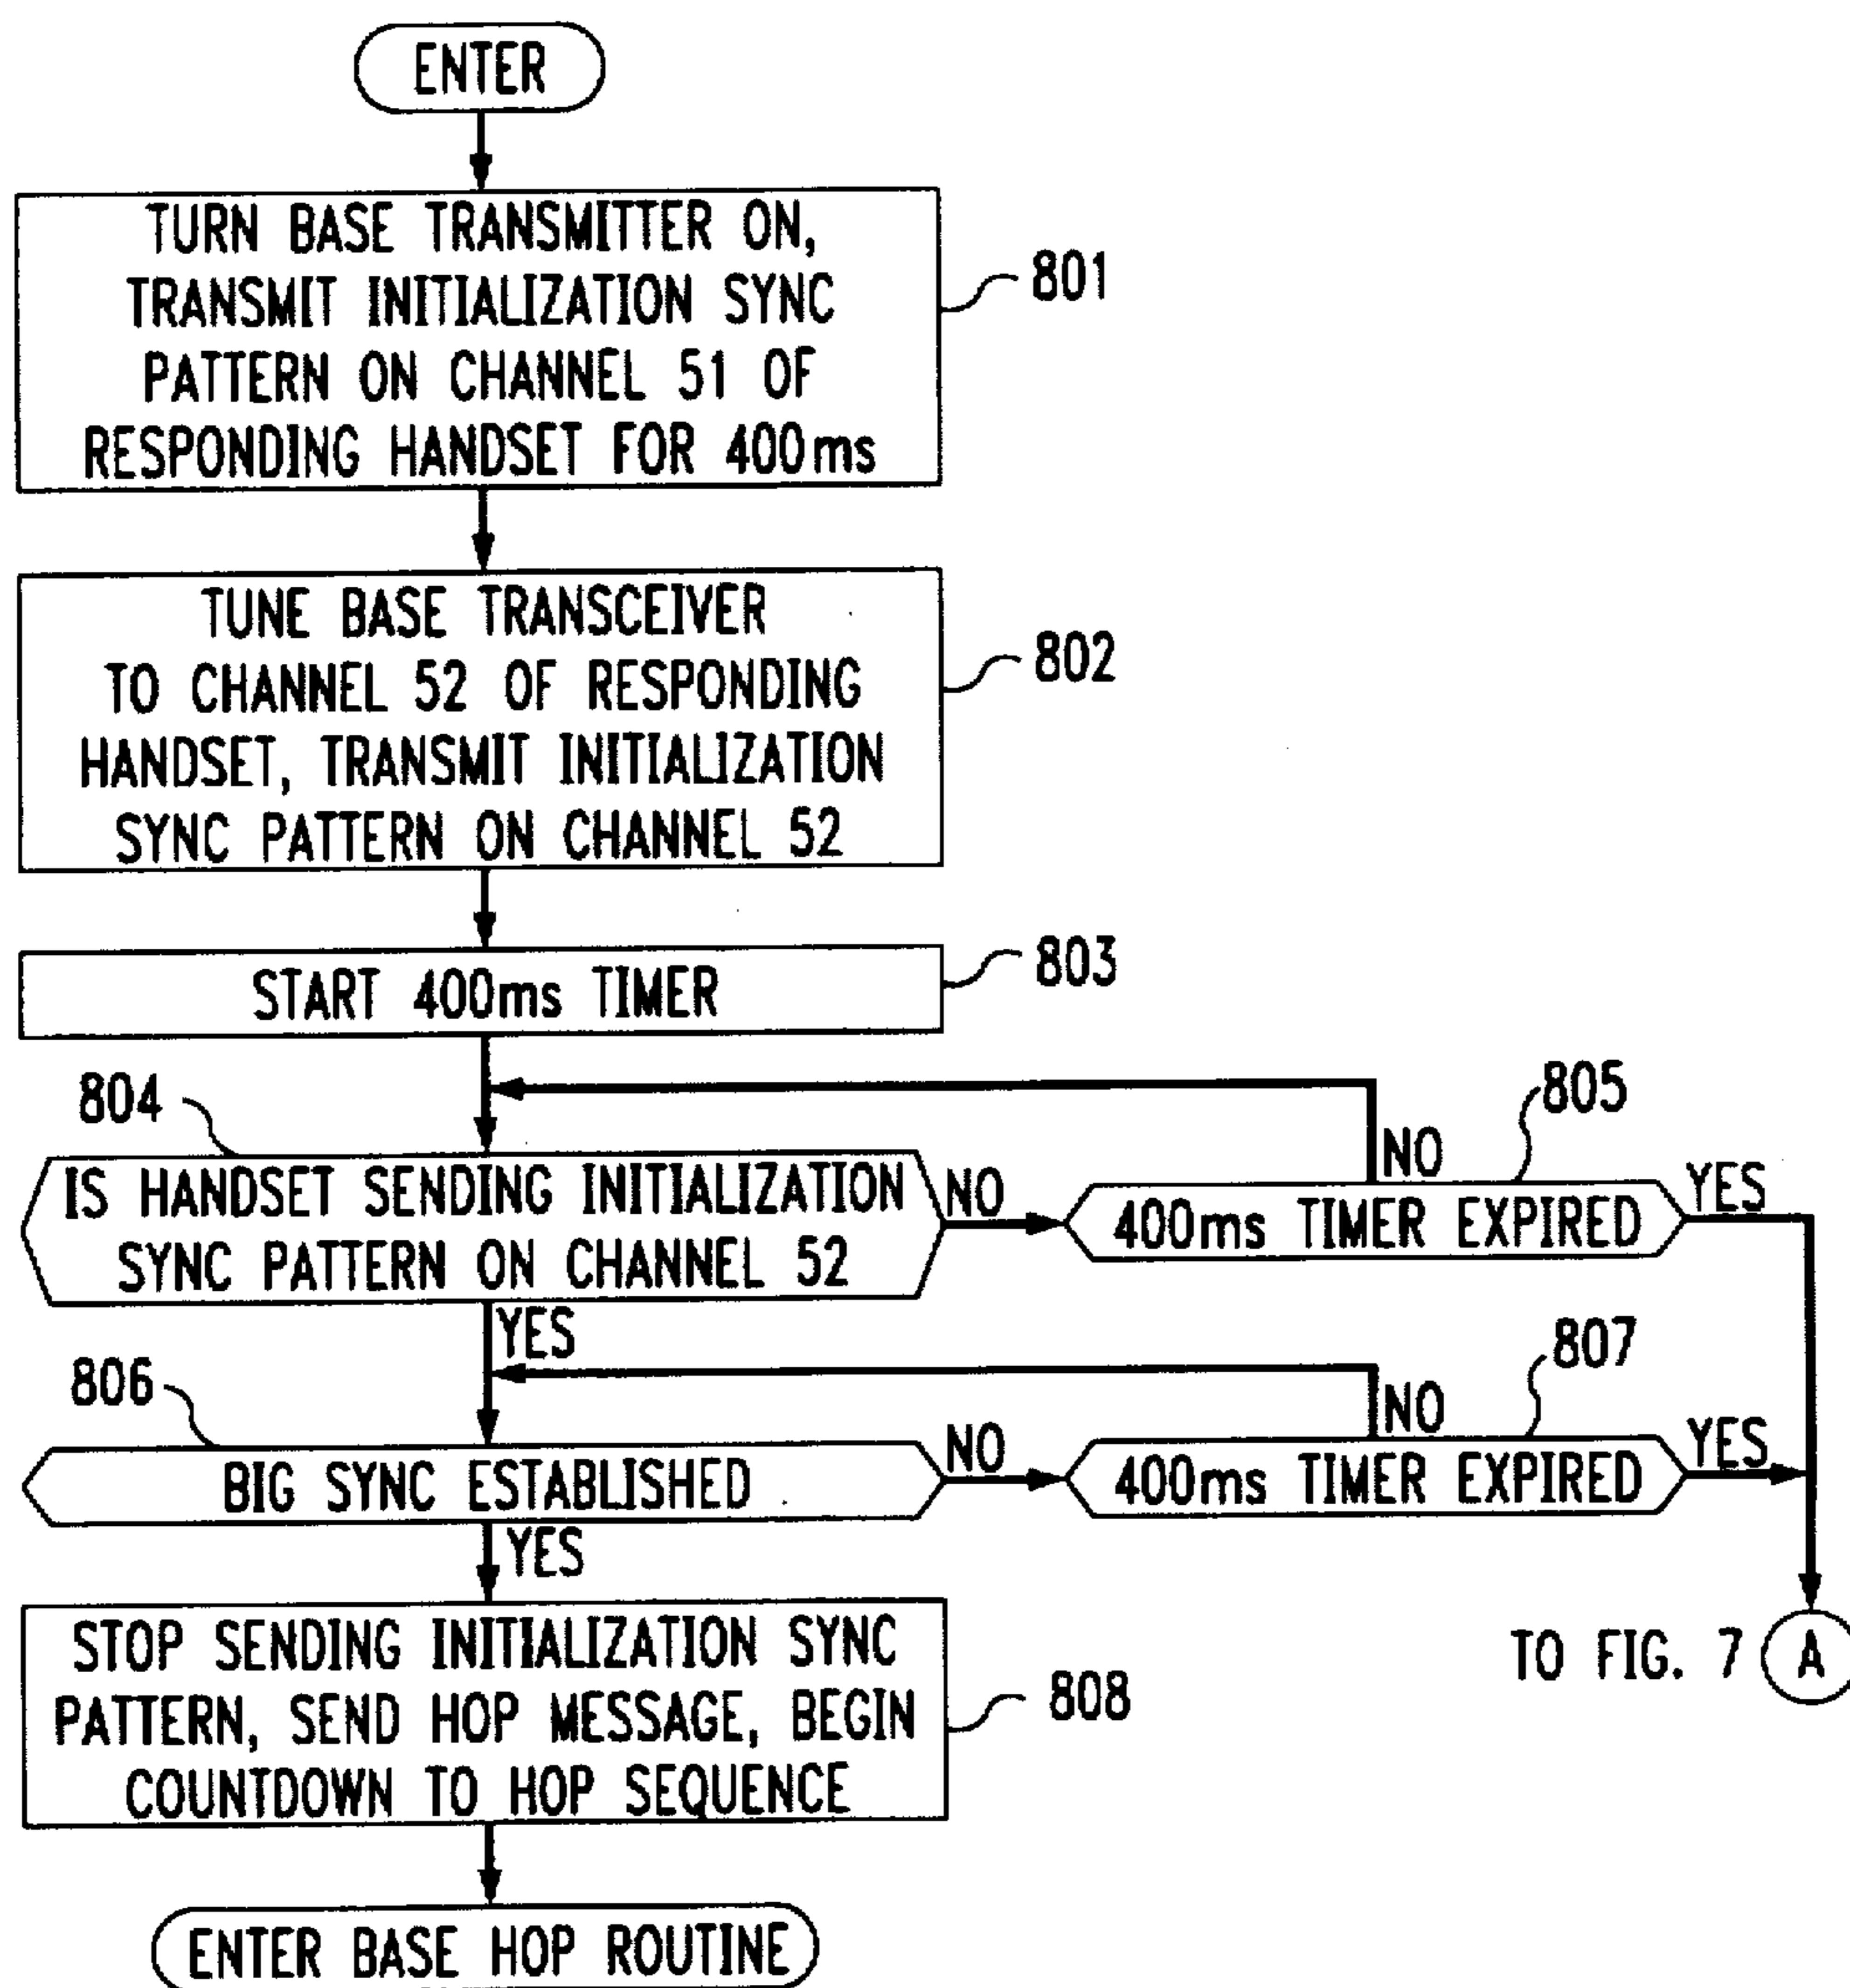 ENTER
TURN BASE TRANSMITTER ON,
TRANSMIT INITIALIZATION SYNC
PATTERN ON CHANNEL 51 OF
RESPONDING HANDSET FOR 400ms
801
TUNE BASE TRANSCEIVER
TO CHANNEL 52 OF RESPONDING
HANDSET, TRANSMIT INITIALIZATION
SYNC PATTERN ON CHANNEL 52
802
START 400ms TIMER
803
804
IS HANDSET SENDING INITIALIZATION
SYNC PATTERN ON CHANNEL 52
NO
YES
805
400ms TIMER EXPIRED
NO
YES
806
BIG SYNC ESTABLISHED
NO
YES
807
400ms TIMER EXPIRED
NO
YES
STOP SENDING INITIALIZATION SYNC
PATTERN, SEND HOP MESSAGE, BEGIN
COUNTDOWN TO HOP SEQUENCE
808
TO FIG. 7 A
ENTER BASE HOP ROUTINE